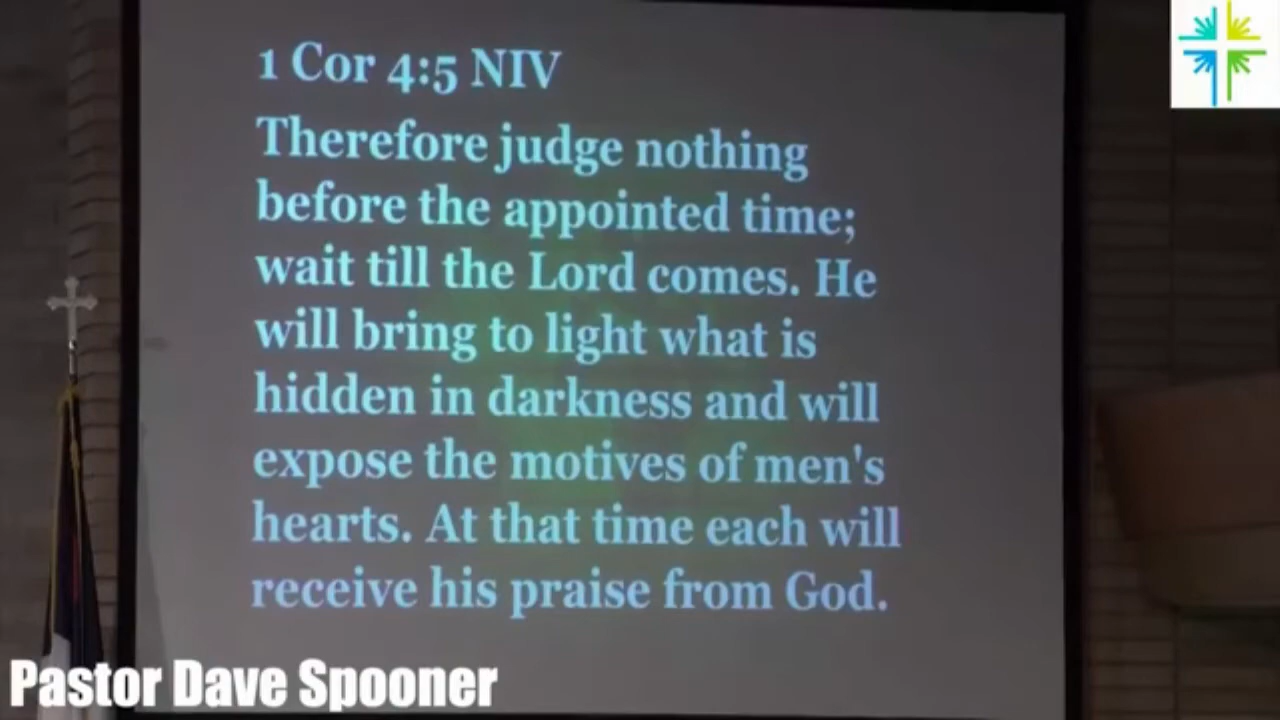 1 Cor 4:5 NIV
Therefore judge nothing
before the appointed time;
wait till the Lord comes. He
will bring to light what is
hidden in darkness and will
expose the motives of men's
hearts. At that time each will
receive his praise from God.
Pastor Dave Spooner